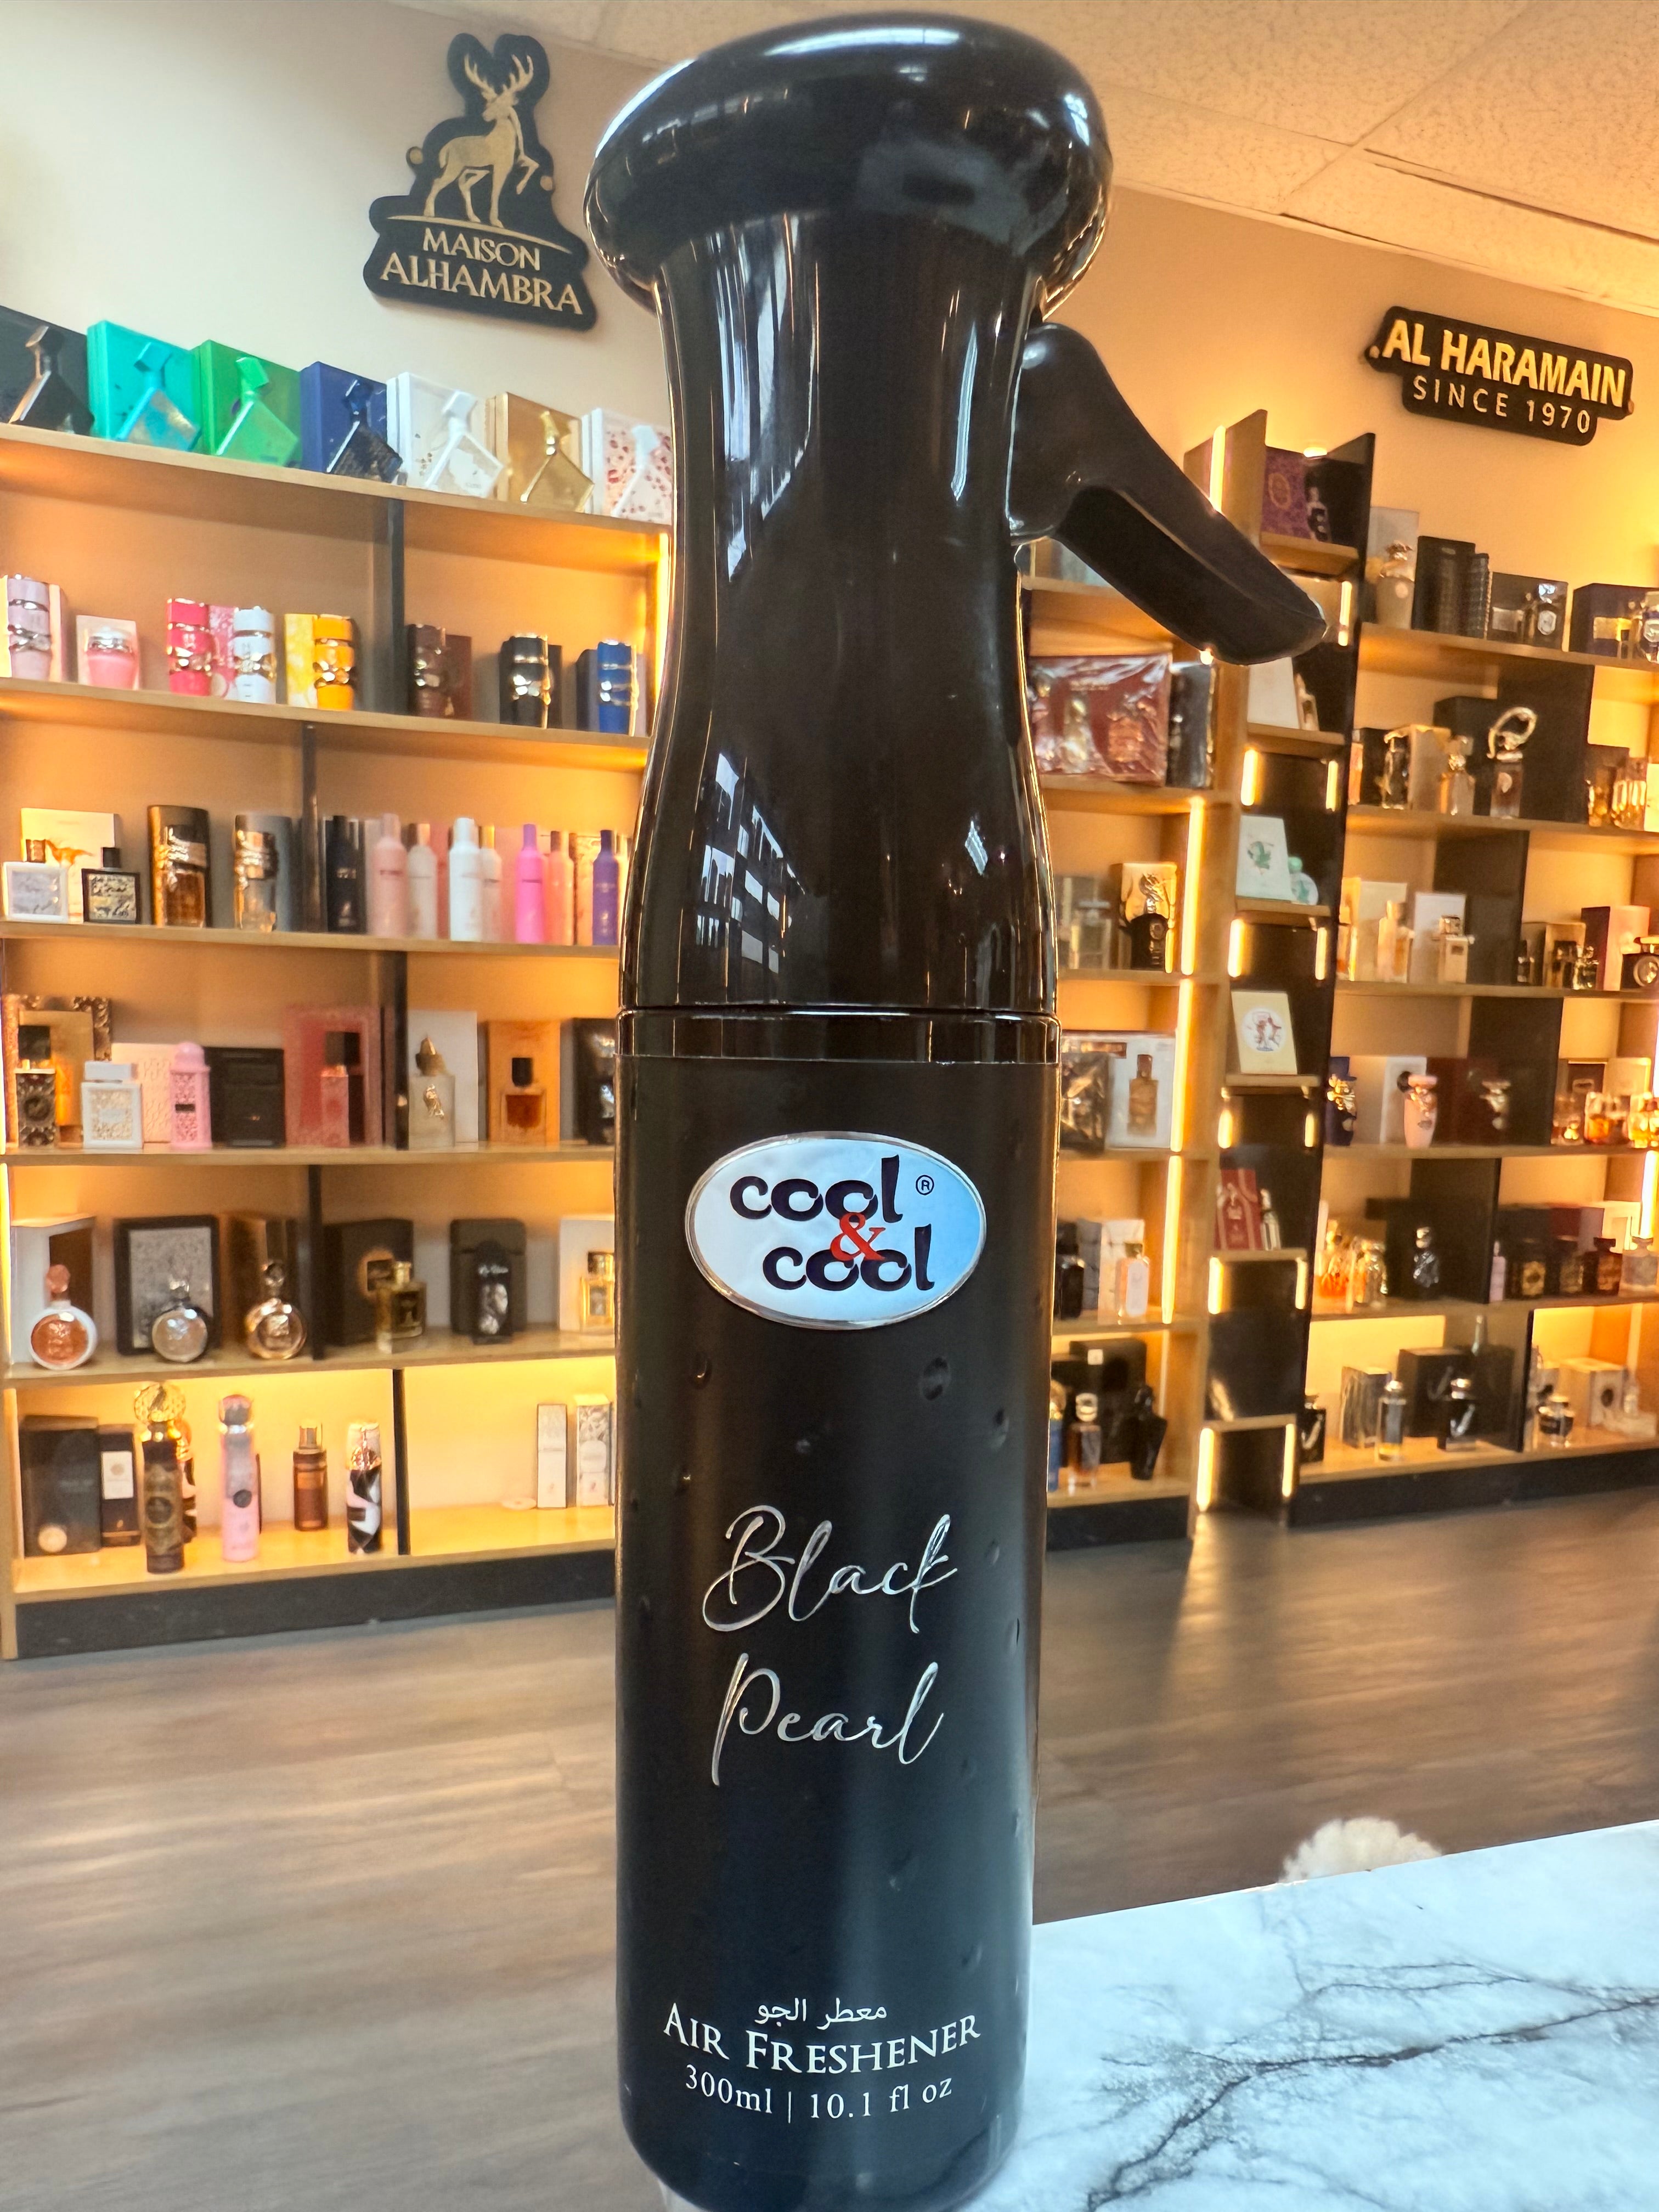 MAISON
ALHAMBRA
AL HARAMAIN
SINCE 1970
cool ®
&
cool
Black
Pearl
معطر الجو
AIR FRESHENER
300ml | 10.1 fl oz